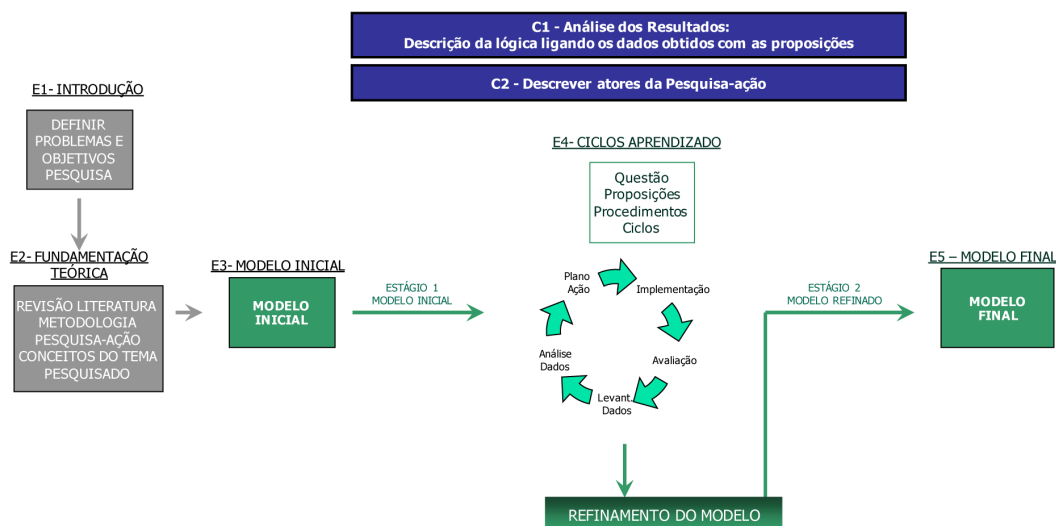 C1 - Análise dos Resultados:
Descrição da lógica ligando os dados obtidos com as proposições
C2 - Descrever atores da Pesquisa-ação
E1- INTRODUÇÃO
DEFINIR
PROBLEMAS E
OBJETIVOS
PESQUISA
E2- FUNDAMENTAÇÃO
TEÓRICA
REVISÃO LITERATURA
METODOLOGIA
PESQUISA-AÇÃO
CONCEITOS DO TEMA
PESQUISADO
E3- MODELO INICIAL
MODELO
INICIAL
ESTÁGIO 1
MODELO INICIAL
E4- CICLOS APRENDIZADO
Questão
Proposições
Procedimentos
Ciclos
Plano
Ação
Implementação
Avaliação
Levant.
Dados
Análise
Dados
REFINAMENTO DO MODELO
ESTÁGIO 2
MODELO REFINADO
E5 – MODELO FINAL
MODELO
FINAL